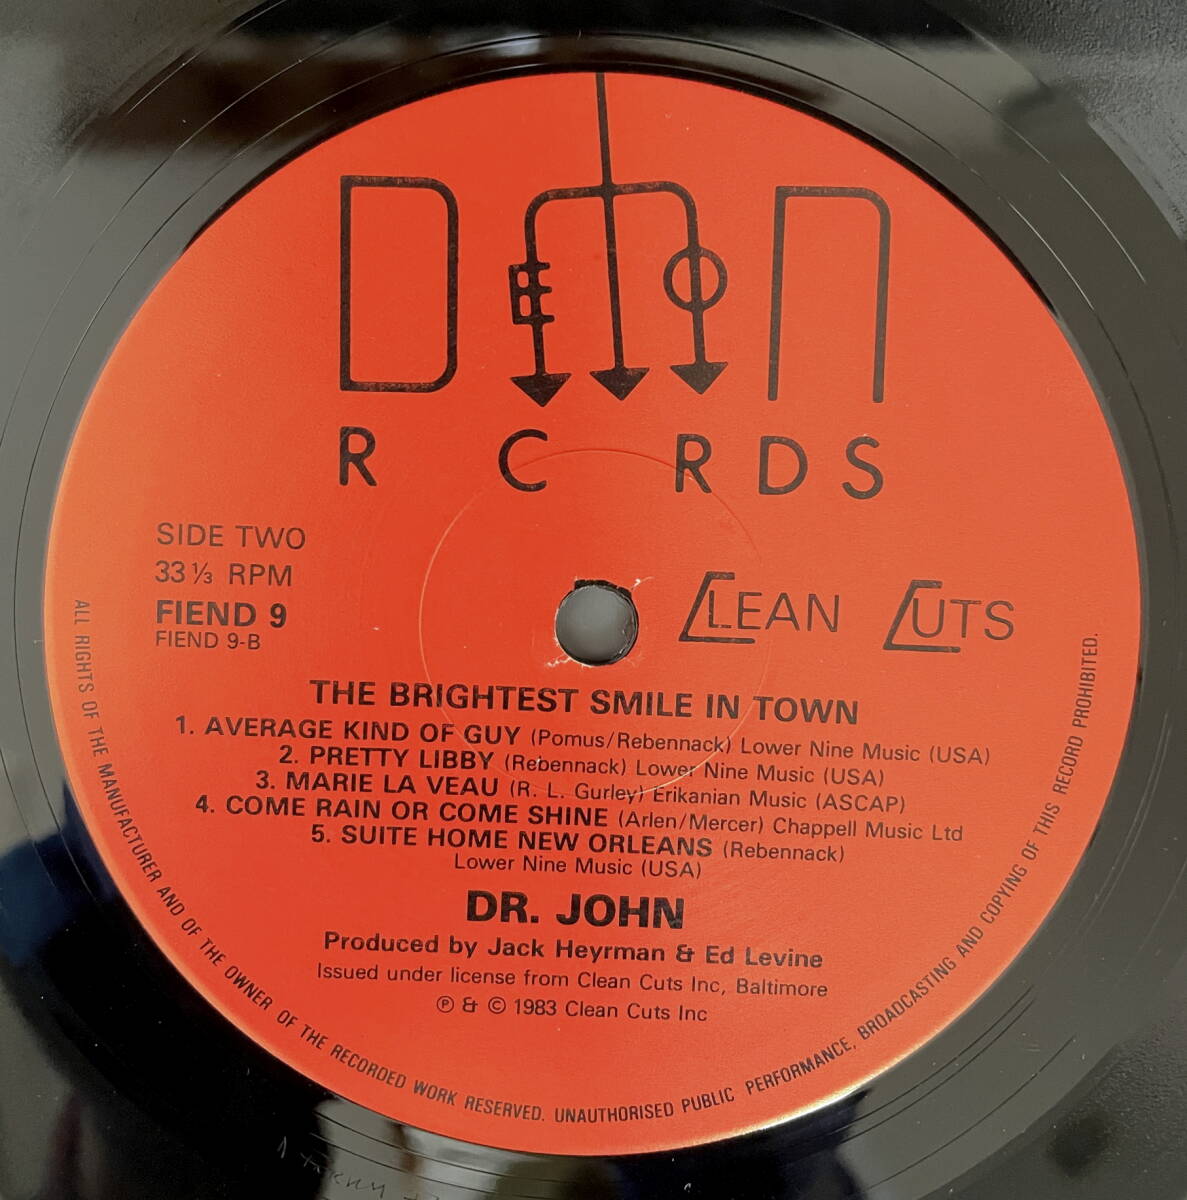 DEMON
RECORDS
SIDE TWO
33⅓ RPM
FIEND 9
FIEND 9-B
CLEAN CUTS
THE BRIGHTEST SMILE IN TOWN
1. AVERAGE KIND OF GUY (Pomus/Rebennack) Lower Nine Music (USA)
2. PRETTY LIBBY (Rebennack) Lower Nine Music (USA)
3. MARIE LA VEAU (R. L. Gurley) Erikanian Music (ASCAP)
4. COME RAIN OR COME SHINE (Arlen/Mercer) Chappell Music Ltd
5. SUITE HOME NEW ORLEANS (Rebennack)
Lower Nine Music (USA)
DR. JOHN
Produced by Jack Heyrman & Ed Levine
Issued under license from Clean Cuts Inc, Baltimore
℗ & © 1983 Clean Cuts Inc
ALL RIGHTS OF THE MANUFACTURER AND OF THE OWNER OF THE RECORDED WORK RESERVED. UNAUTHORISED PUBLIC PERFORMANCE, BROADCASTING AND COPYING OF THIS RECORD PROHIBITED.